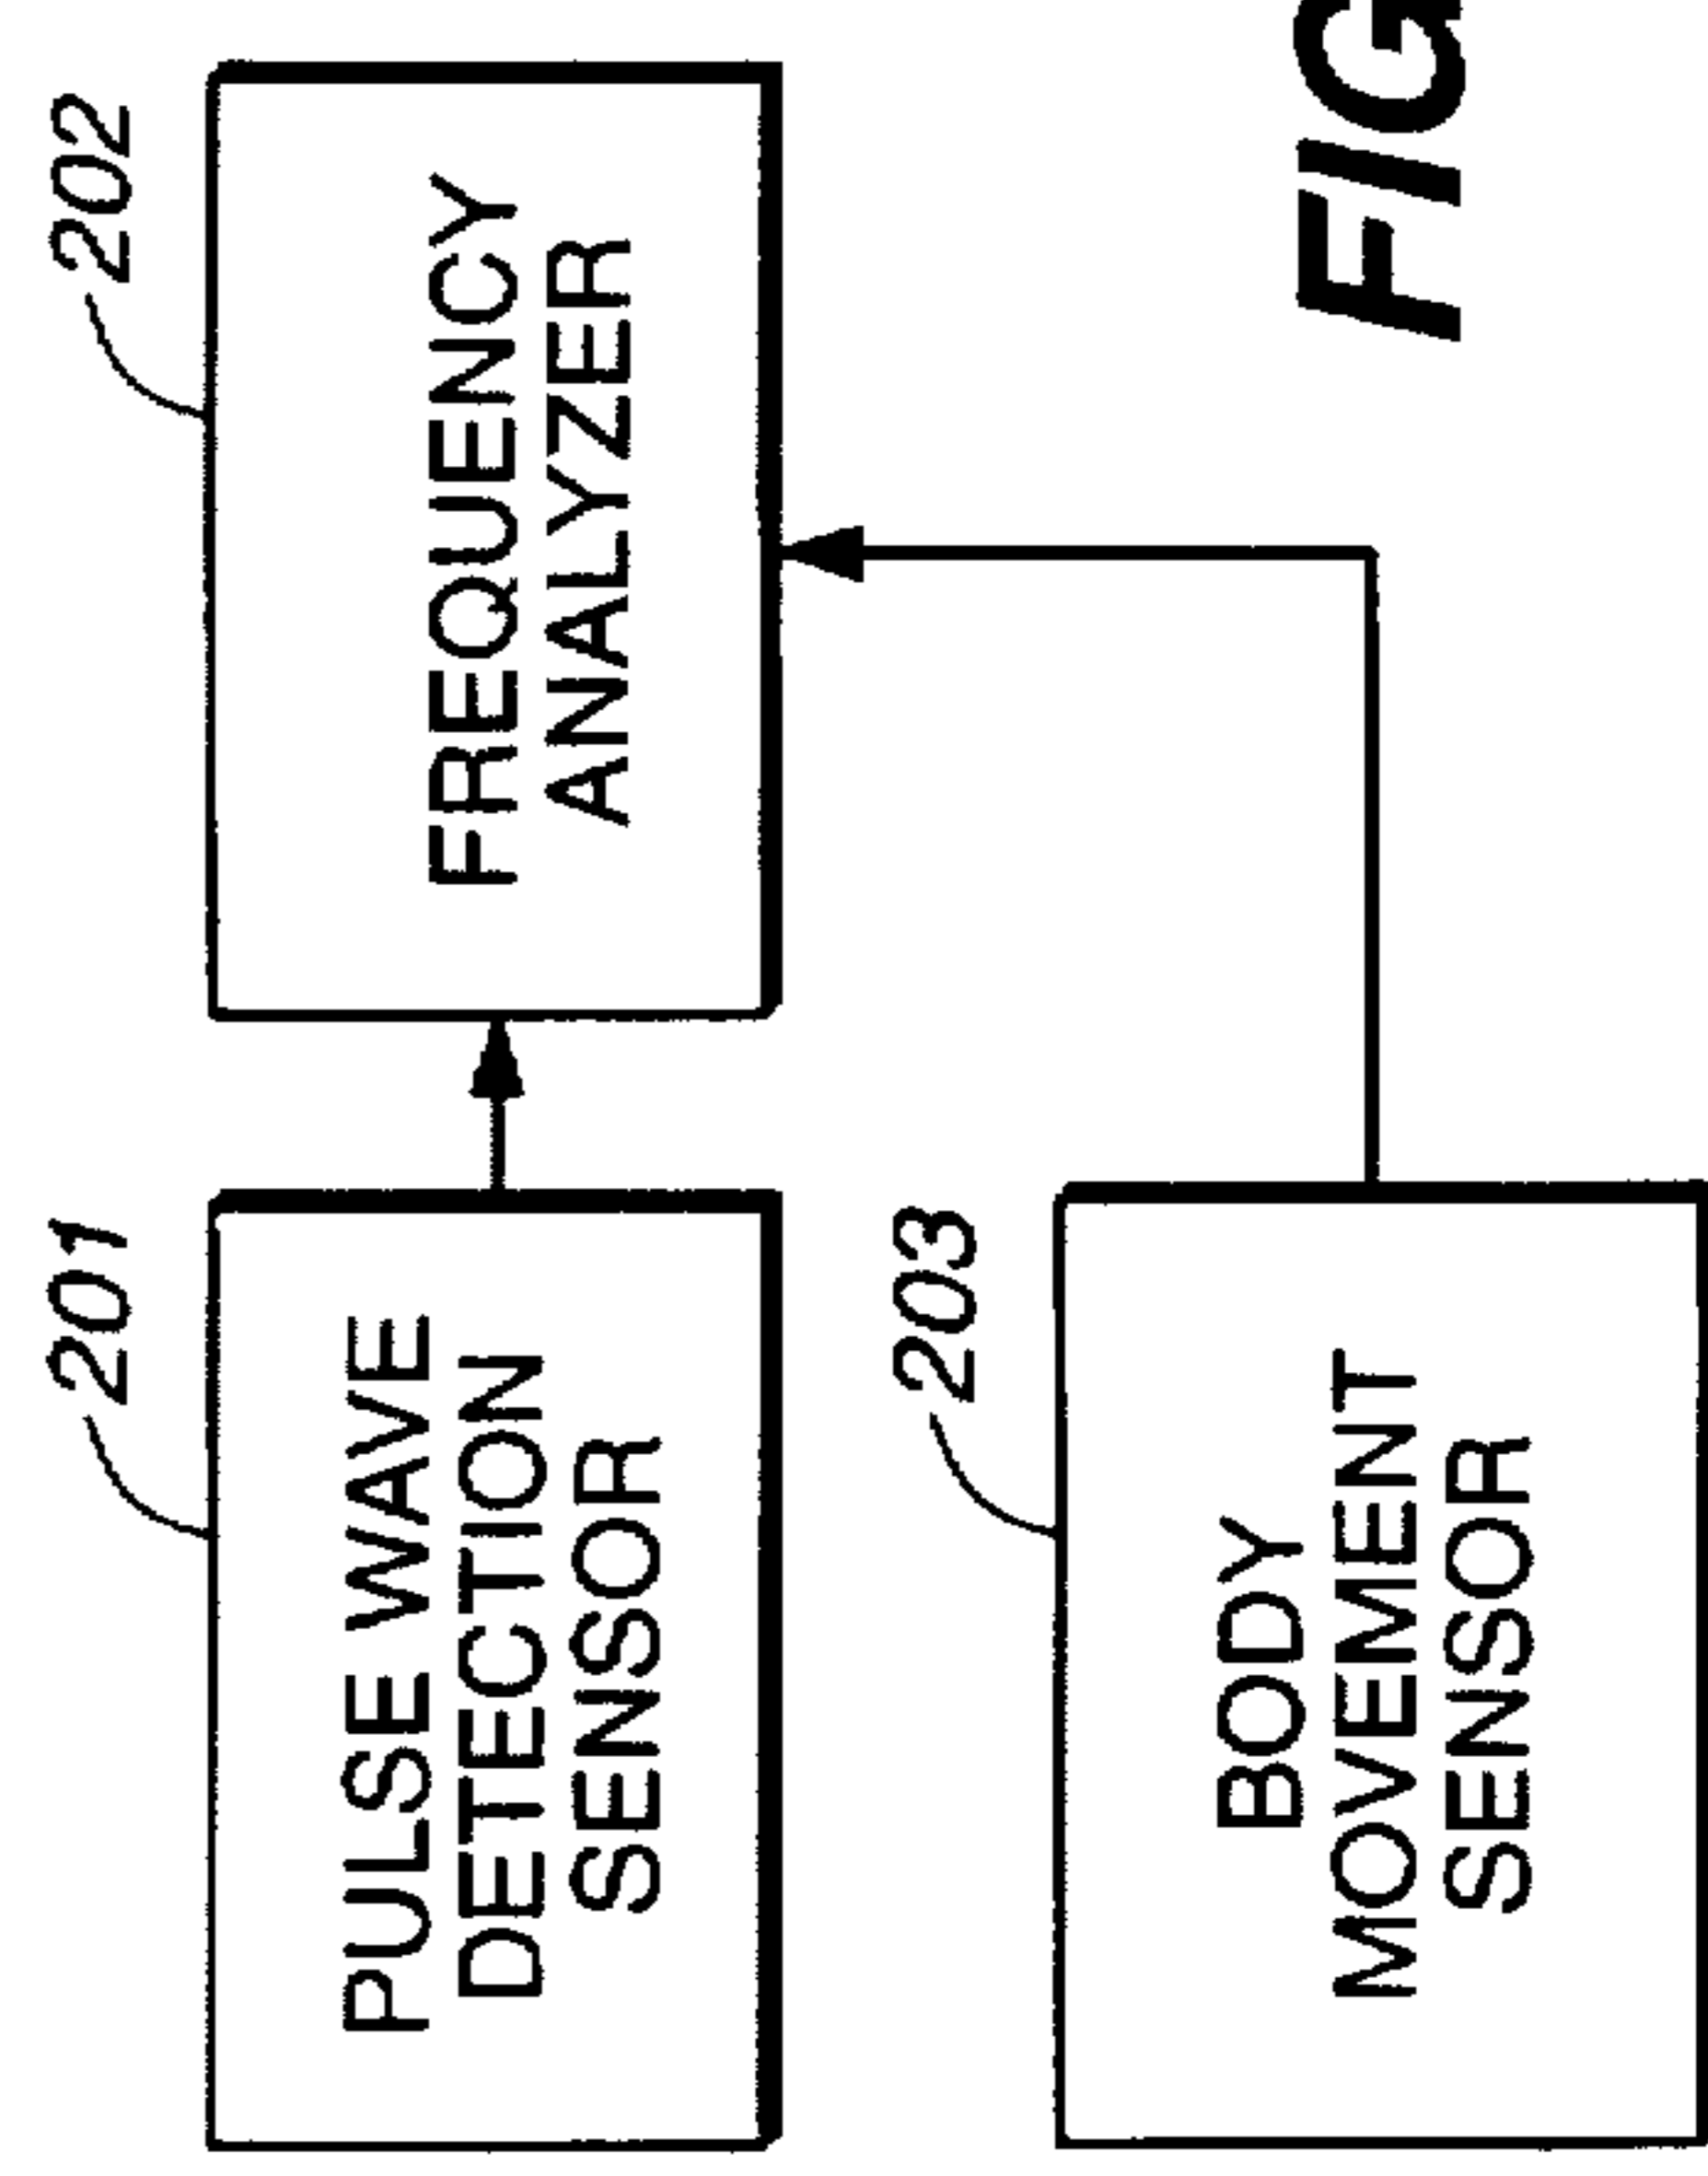 201
PULSE WAVE
DETECTION
SENSOR
202
FREQUENCY
ANALYZER
203
BODY
MOVEMENT
SENSOR
FIG